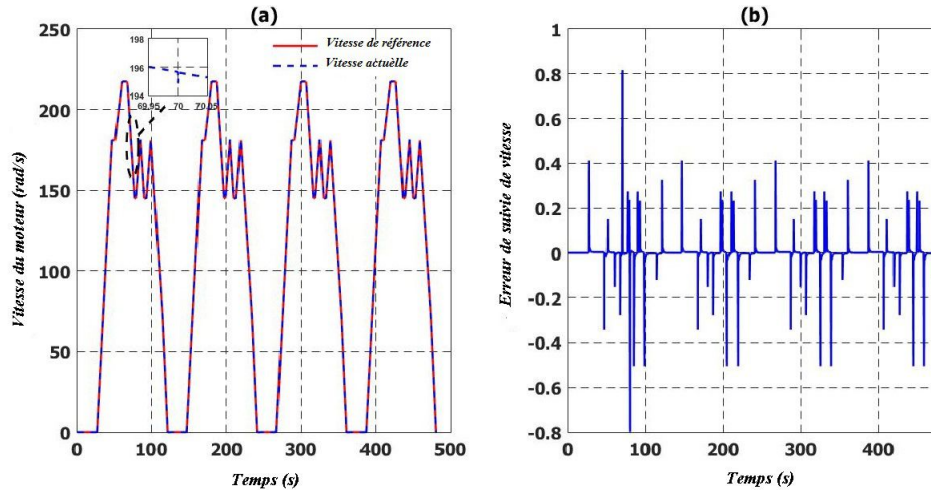 (a)
Vitesse du moteur (rad/s)
250
200
150
100
50
0
198
196
194
69.95 70 70.05
Vitesse de référence
Vitesse actuèlle
0 100 200 300 400 500
Temps (s)
(b)
Erreur de suivie de vitesse
1
0.8
0.6
0.4
0.2
0
-0.2
-0.4
-0.6
-0.8
0 100 200 300 400
Temps (s)